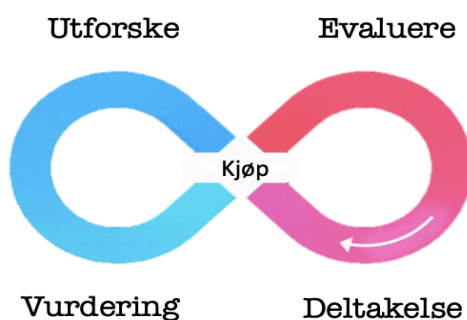 Utforske
Evaluere
Kjøp
Vurdering
Deltakelse